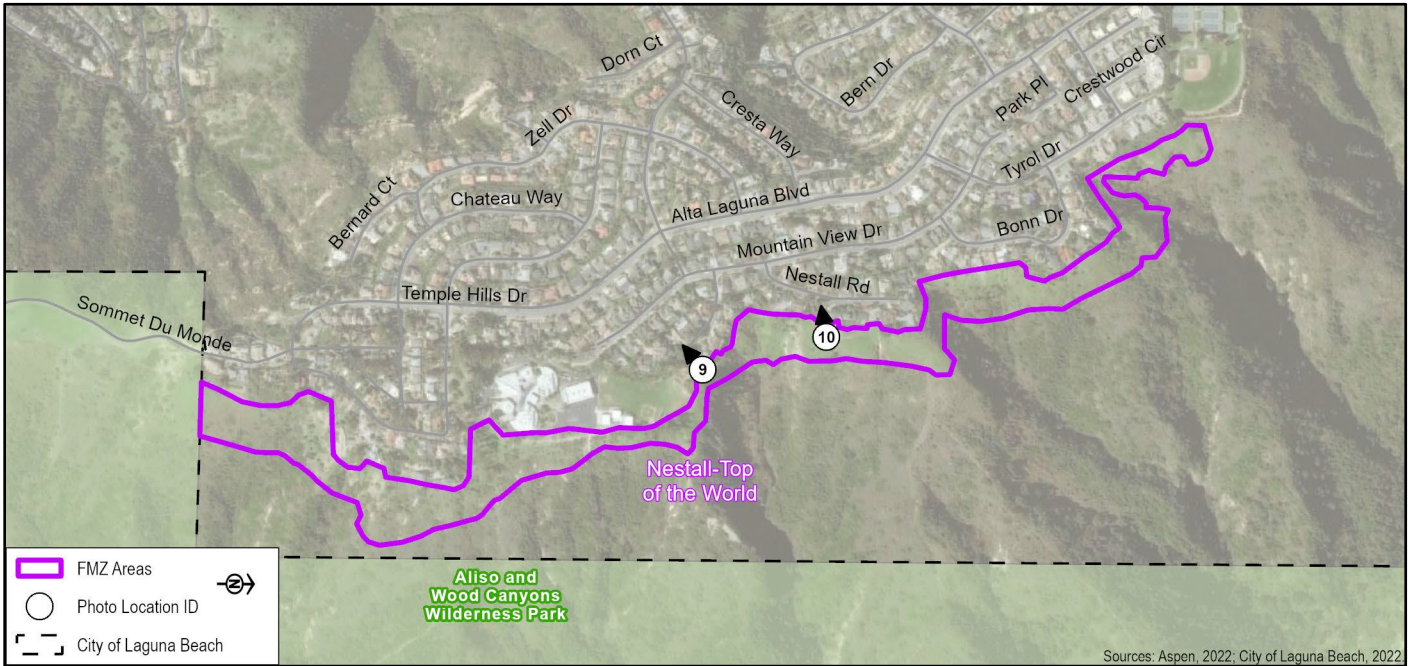 Dorn Ct
Bern Dr
Crestwood Cir
Park Pl
Cresta Way
Zell Dr
Tyrol Dr
Bernard Ct
Chateau Way
Alta Laguna Blvd
Bonn Dr
Mountain View Dr
Nestall Rd
Temple Hills Dr
Sommet Du Monde
10
9
Nestall-Top
of the World
FMZ Areas
N
Photo Location ID
City of Laguna Beach
Aliso and
Wood Canyons
Wilderness Park
Sources: Aspen, 2022; City of Laguna Beach, 2022